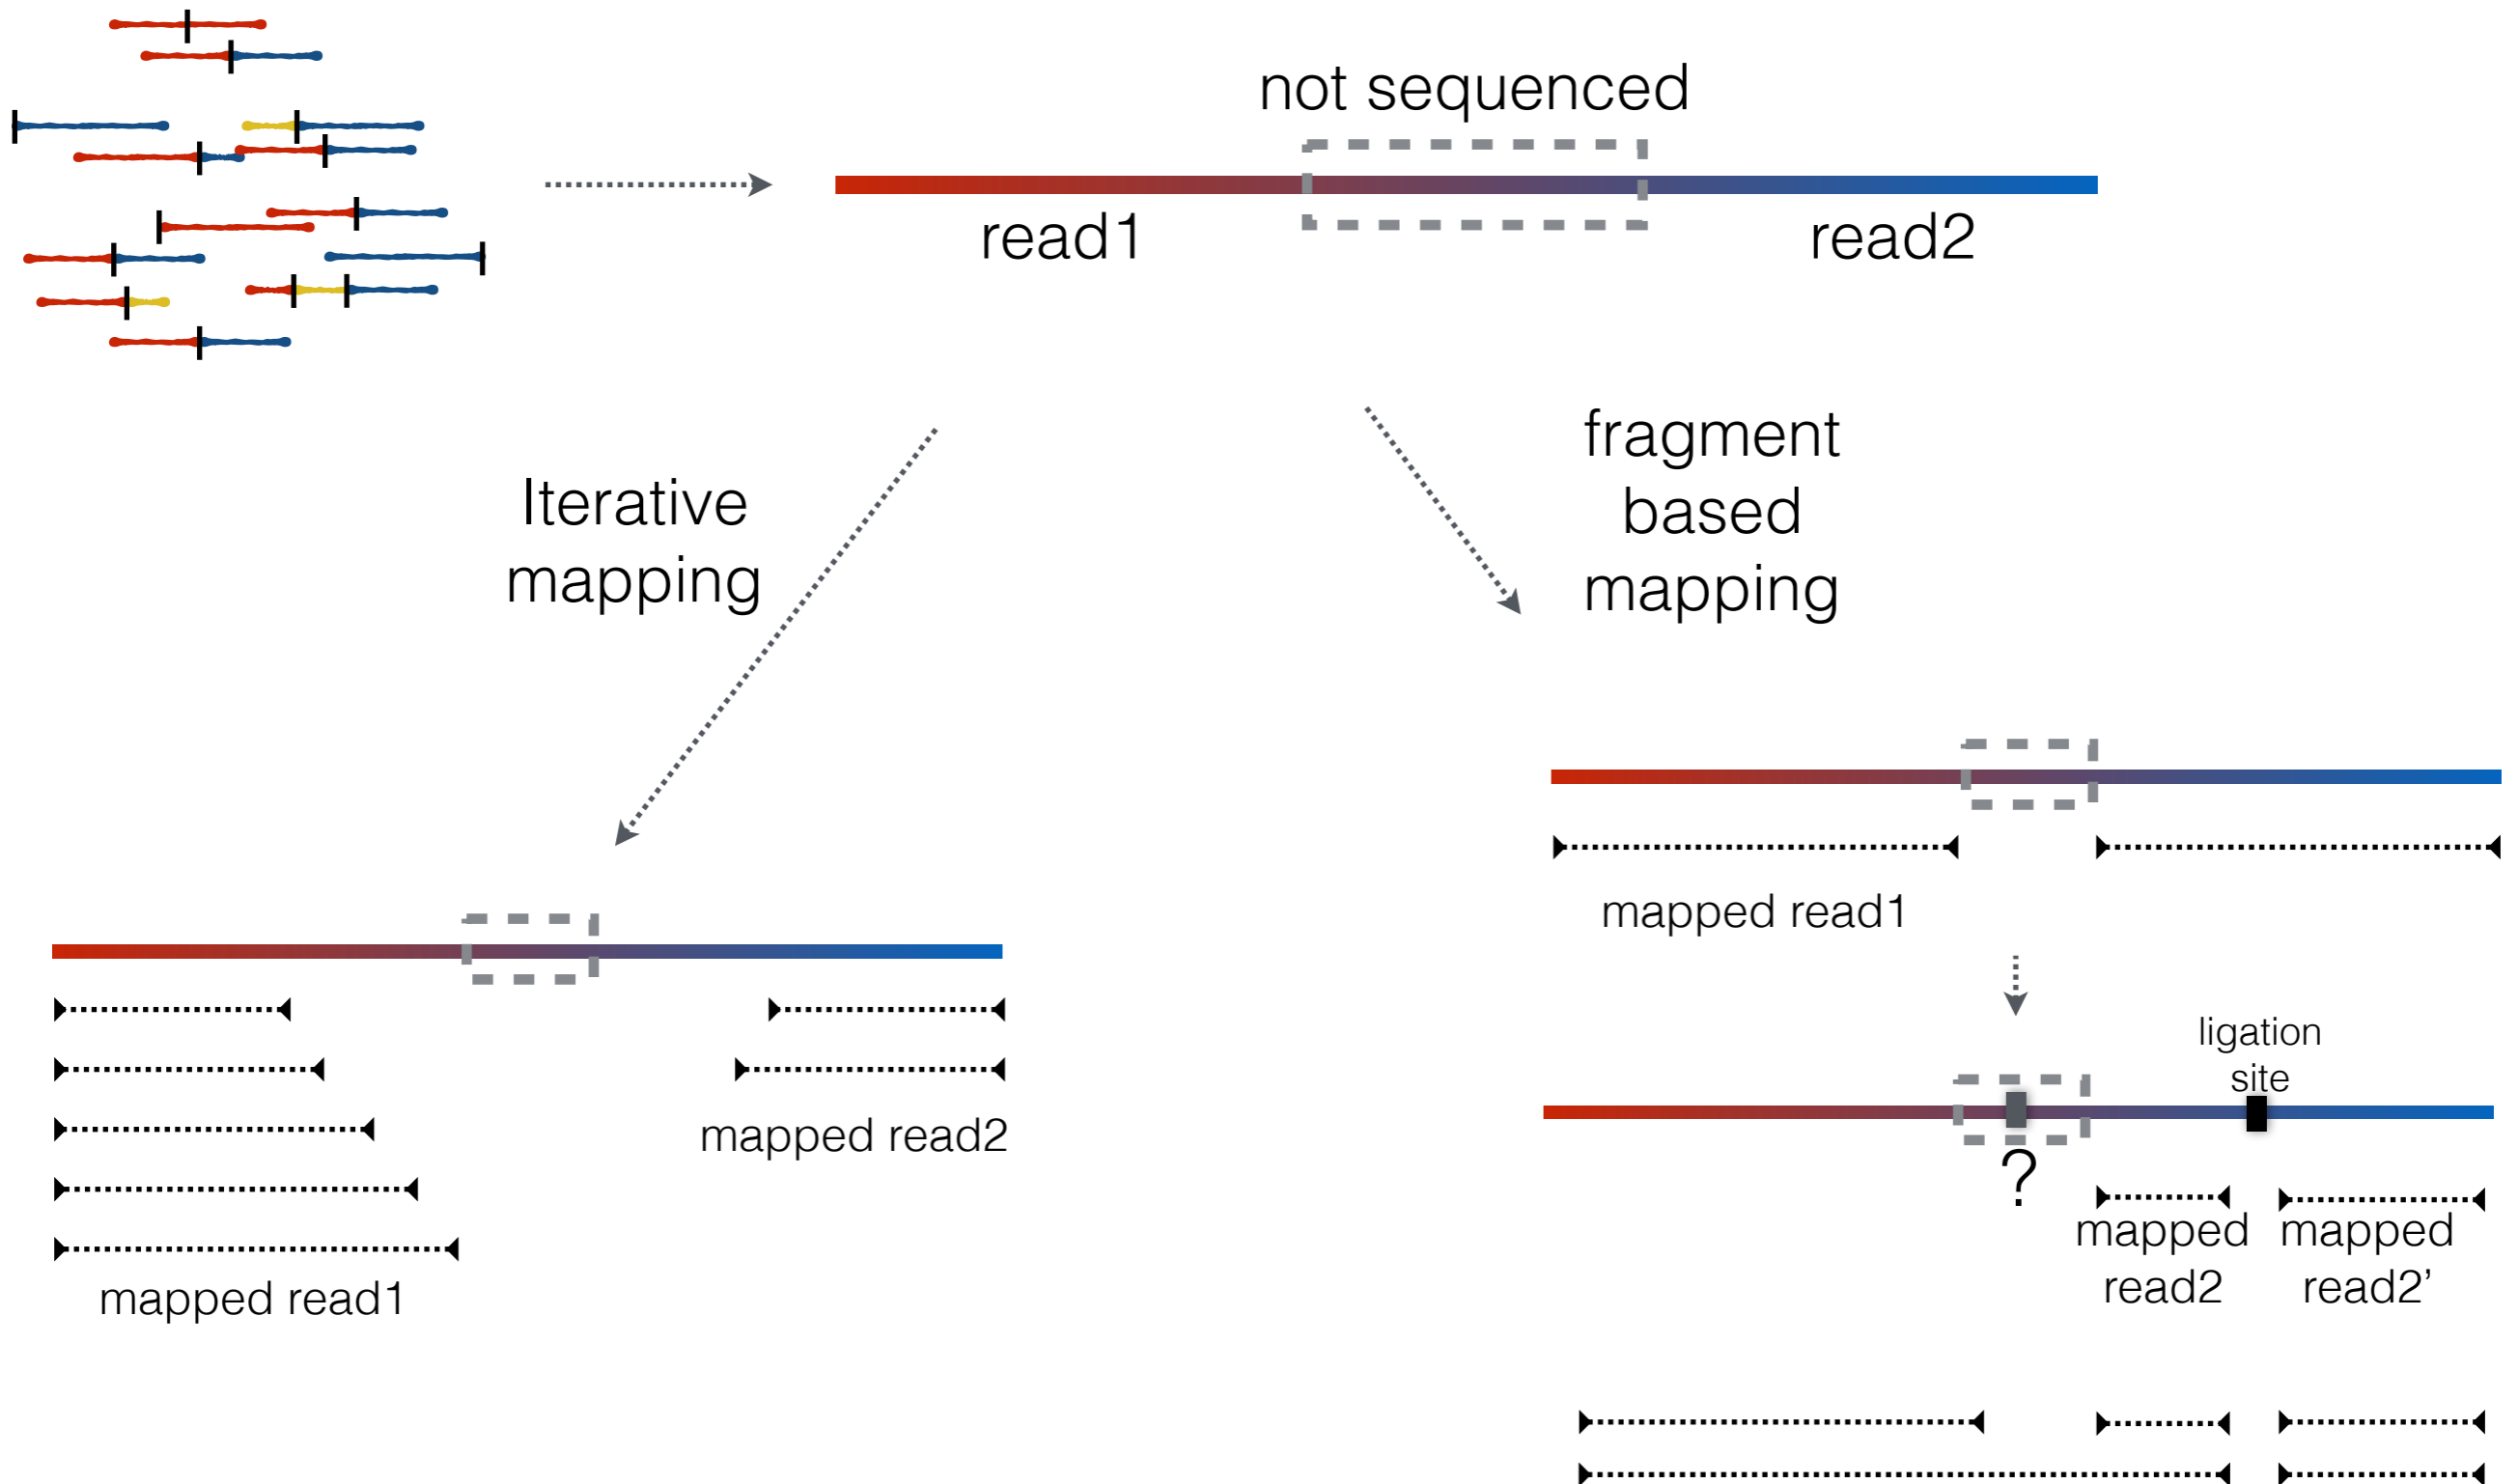 not sequenced
read1
read2
Iterative
mapping
fragment
based
mapping
mapped read1
mapped read2
mapped read1
ligation
site
?
mapped
read2
mapped
read2’